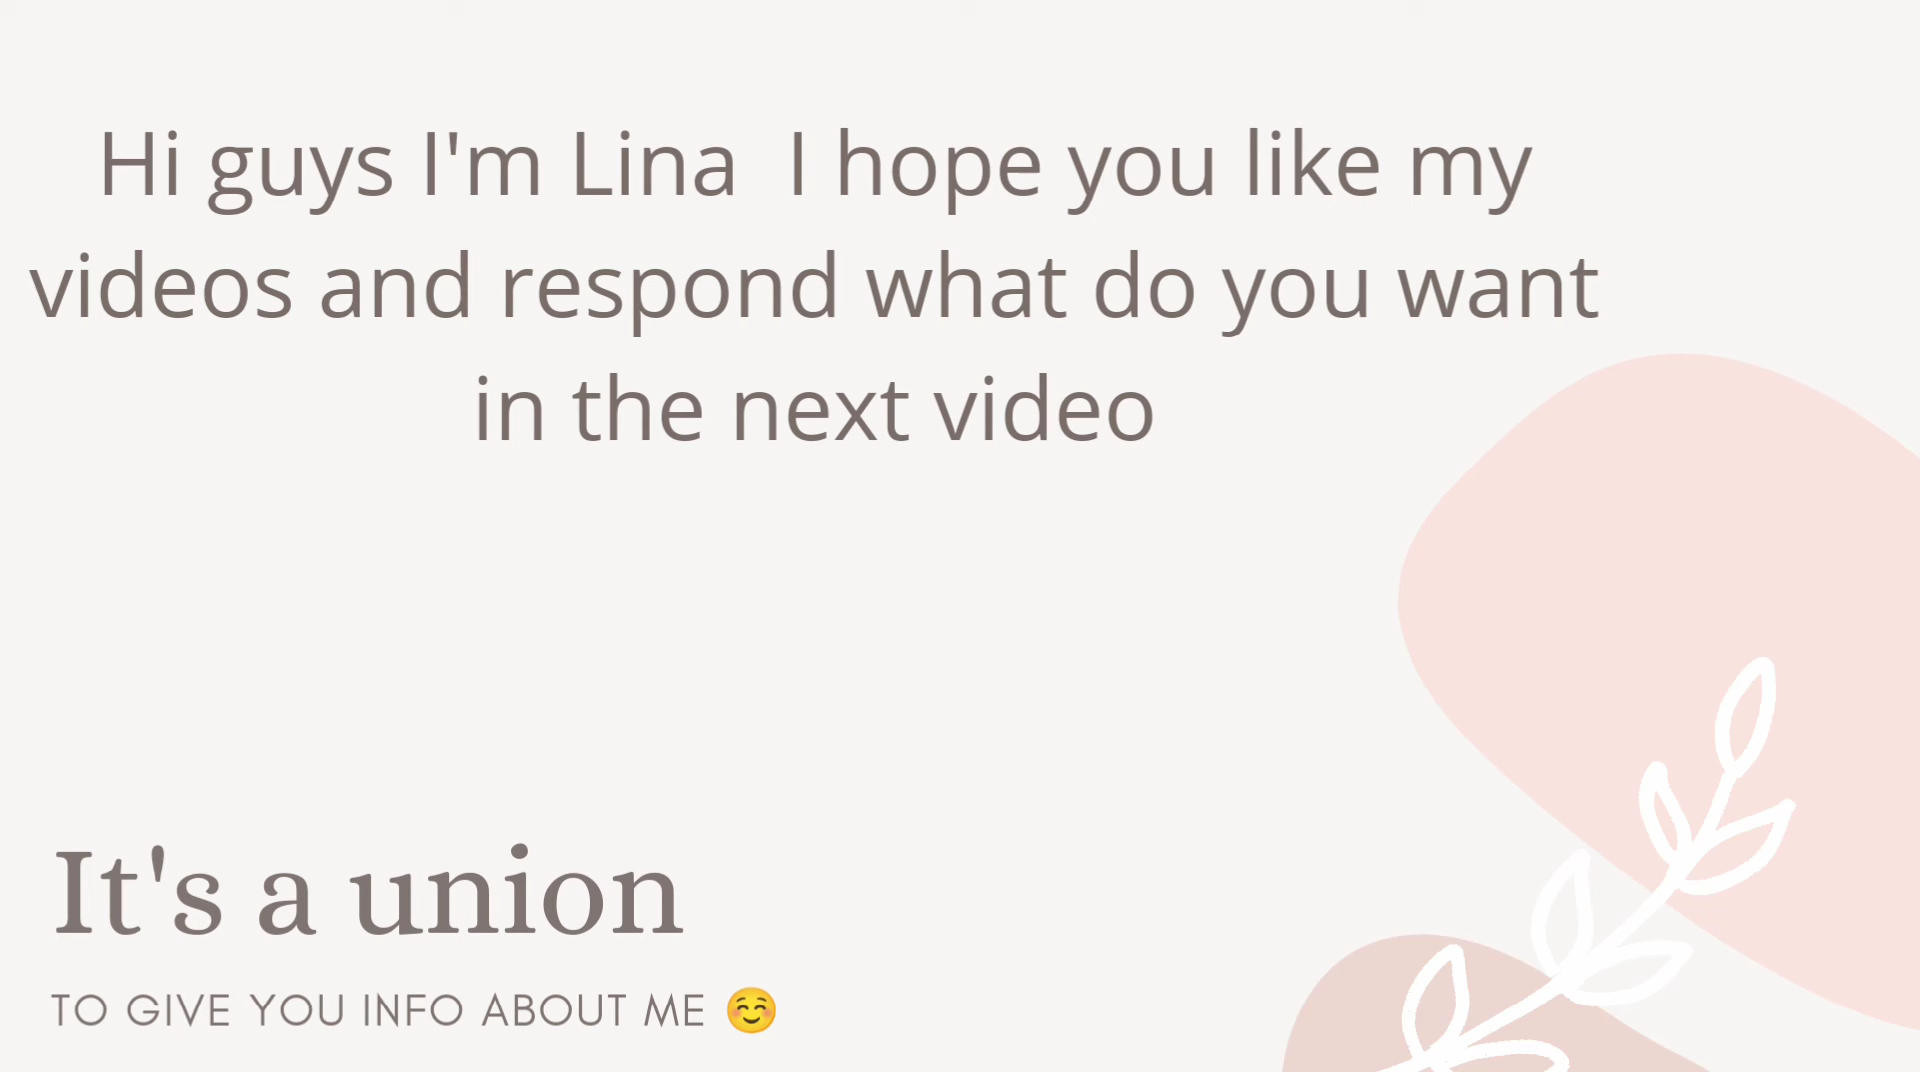 Hi guys I'm Lina  I hope you like my
videos and respond what do you want
in the next video
It's a union
TO GIVE YOU INFO ABOUT ME ☺️